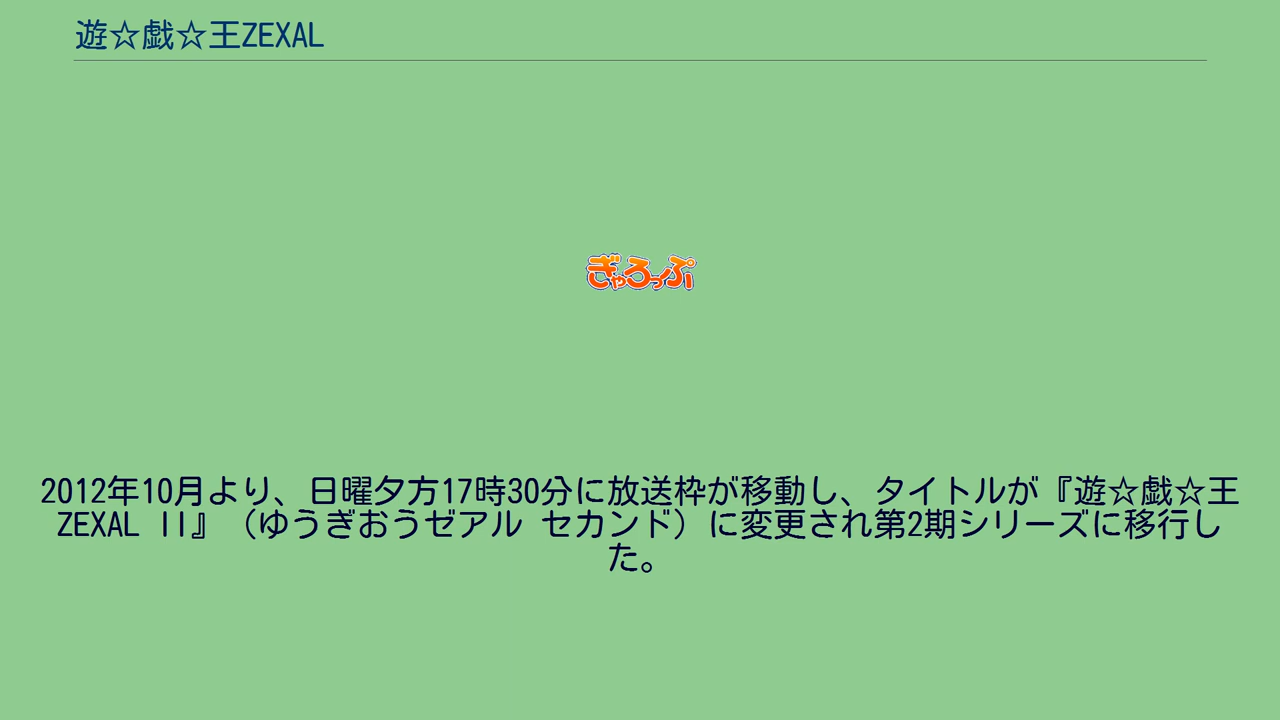 遊☆戯☆王ZEXAL
ぎゃろっぷ
2012年10月より、日曜夕方17時30分に放送枠が移動し、タイトルが『遊☆戯☆王
ZEXAL II』（ゆうぎおうゼアル セカンド）に変更され第2期シリーズに移行し
た。